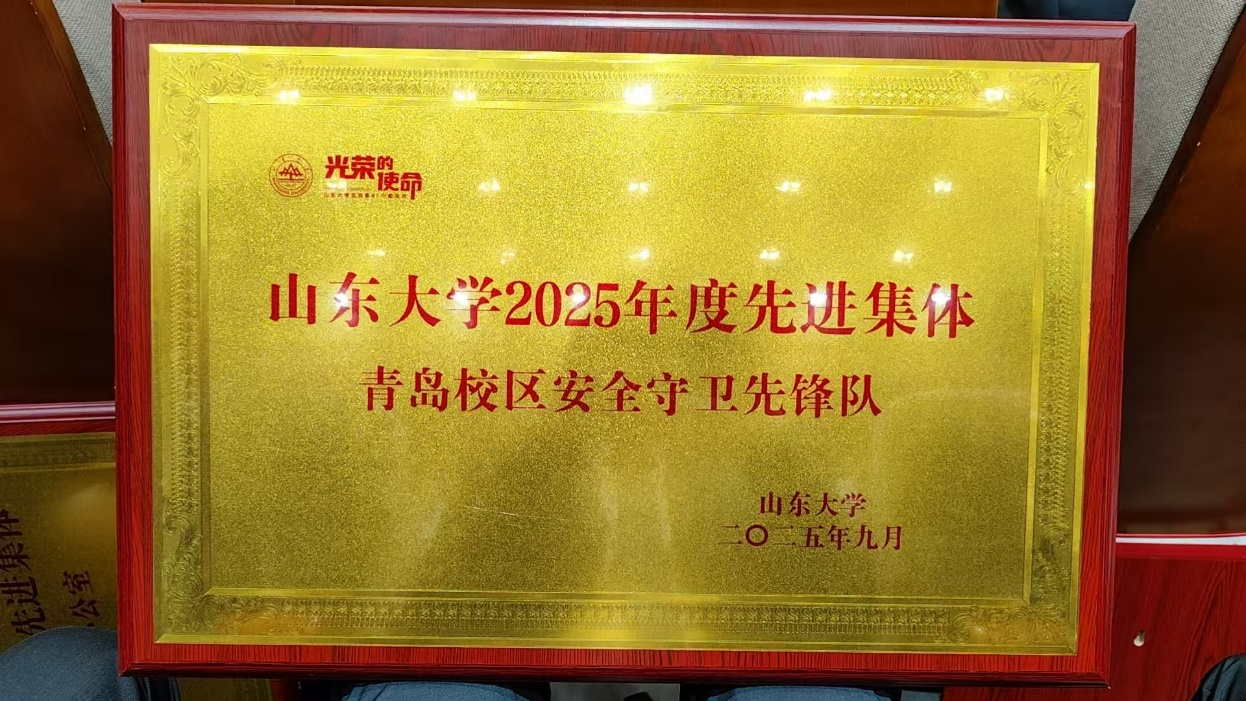 光荣的
使命
山东大学2025年度先进集体
青岛校区安全守卫先锋队
山东大学
二〇二五年九月
先进集体
公室